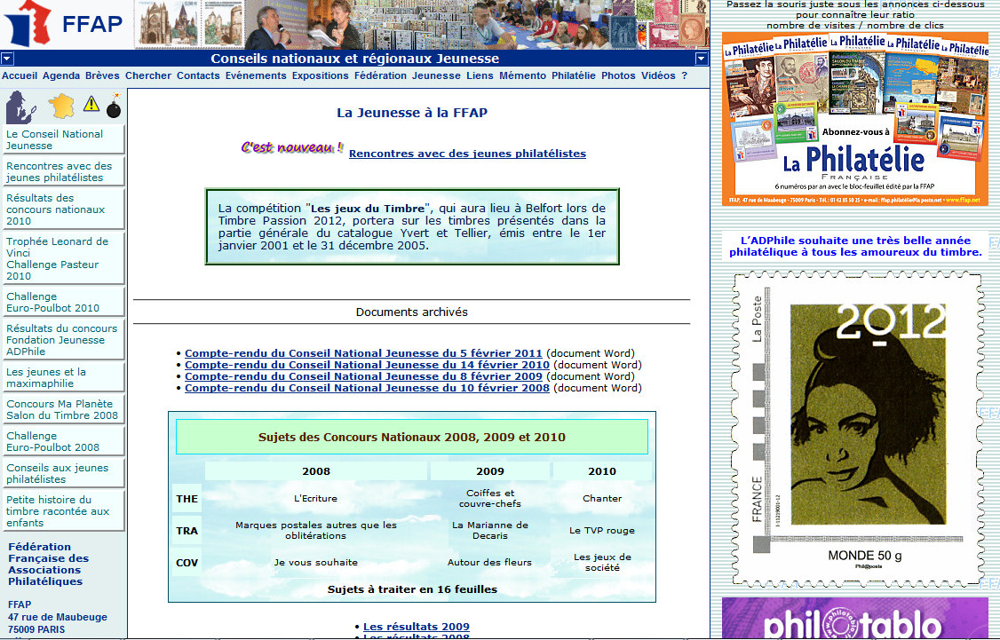 FFAP
Conseils nationaux et régionaux Jeunesse
Accueil Agenda Brèves Chercher Contacts Evénements Expositions Fédération Jeunesse Liens Mémento Philatélie Photos Vidéos ?
Le Conseil National
Jeunesse
Rencontres avec des
jeunes philatélistes
Résultats des
concours nationaux
2010
Trophée Leonard de
Vinci
Challenge Pasteur
2010
Challenge
Euro-Poulbot 2010
Résultats du concours
Fondation Jeunesse
ADPhile
Les jeunes et la
maximaphilie
Concours Ma Planète
Salon du Timbre 2008
Challenge
Euro-Poulbot 2008
Conseils aux jeunes
philatélistes
Petite histoire du
timbre racontée aux
enfants
Fédération
Française des
Associations
Philatéliques
FFAP
47 rue de Maubeuge
75009 PARIS
La Jeunesse à la FFAP
C'est nouveau !
Rencontres avec des jeunes philatélistes
La compétition "Les jeux du Timbre", qui aura lieu à Belfort lors de
Timbre Passion 2012, portera sur les timbres présentés dans la
partie générale du catalogue Yvert et Tellier, émis entre le 1er
janvier 2001 et le 31 décembre 2005.
Documents archivés
• Compte-rendu du Conseil National Jeunesse du 5 février 2011 (document Word)
• Compte-rendu du Conseil National Jeunesse du 14 février 2010 (document Word)
• Compte-rendu du Conseil National Jeunesse du 8 février 2009 (document Word)
• Compte-rendu du Conseil National Jeunesse du 10 février 2008 (document Word)
Sujets des Concours Nationaux 2008, 2009 et 2010
2008 2009 2010
THE L'Ecriture Coiffes et
couvre-chefs Chanter
TRA Marques postales autres que les
oblitérations La Marianne de
Decaris Le TVP rouge
COV Je vous souhaite Autour des fleurs Les jeux de
société
Sujets à traiter en 16 feuilles
• Les résultats 2009
• Les résultats 2008
Passez la souris juste sous les annonces ci-dessous
pour connaître leur ratio
nombre de visites / nombre de clics
La Philatélie La Philatélie La Philatélie La Philatélie La Philatélie
Abonnez-vous à
La Philatélie
FRANÇAISE
6 numéros par an avec le bloc-feuillet édité par la FFAP
FFAP, 47 rue de Maubeuge - 75009 Paris - Tél : 01 42 85 50 25 - e-mail : ffap.philatelie@laposte.net - www.ffap.net
L'ADPhile souhaite une très belle année
philatélique à tous les amoureux du timbre.
2012
La Poste
FRANCE
MONDE 50 g
Phil@poste
philatablo